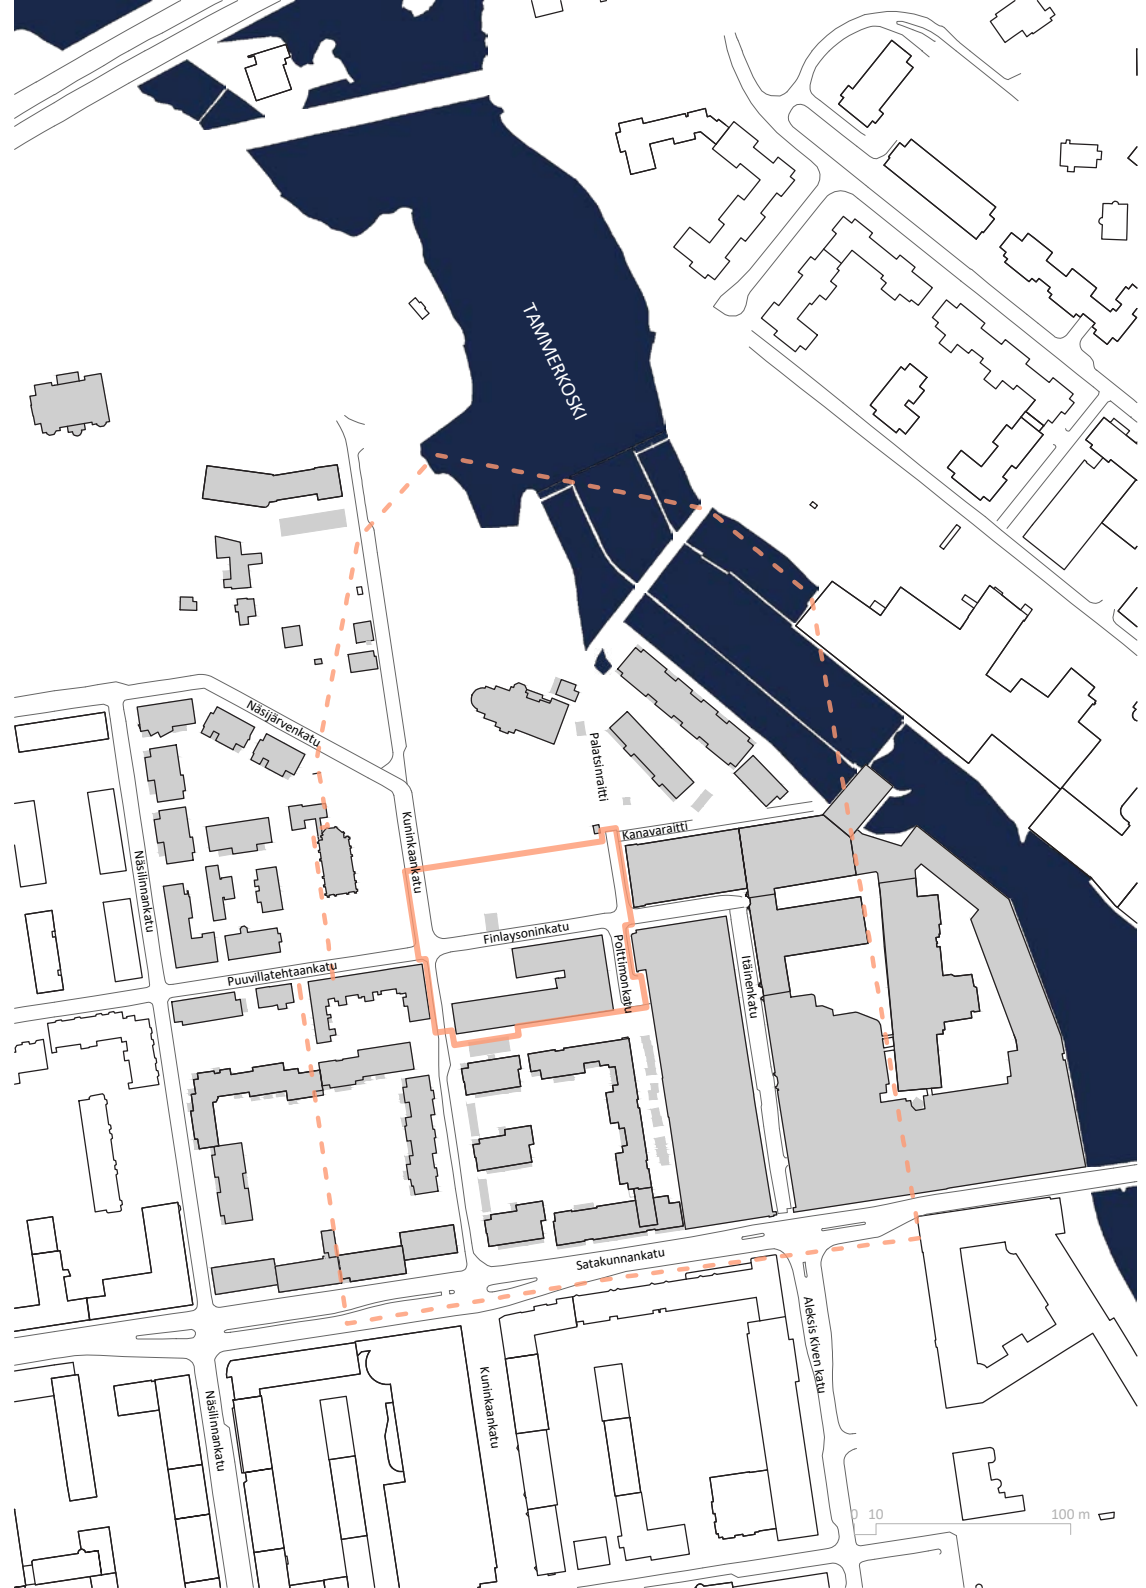 TAMMERKOSKI
Näsijärvenkatu
Palatsinraitti
Kanavaraitti
Kuninkaankatu
Näsilinnankatu
Finlaysoninkatu
Polttimonkatu
Puuvillatehtaankatu
Itäinenkatu
Satakunnankatu
Aleksis Kiven katu
Kuninkaankatu
Näsilinnankatu
0 10 100 m